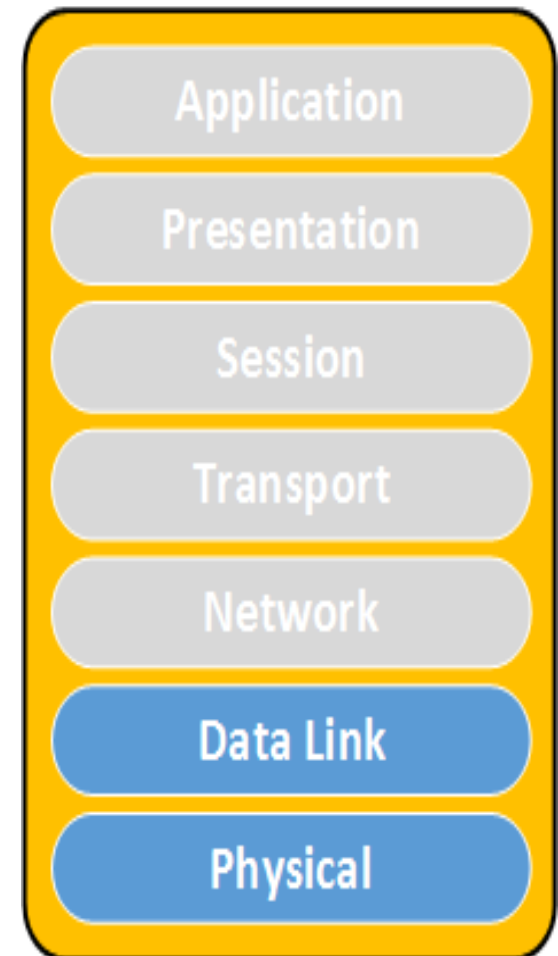 Application
Presentation
Session
Transport
Network
Data Link
Physical